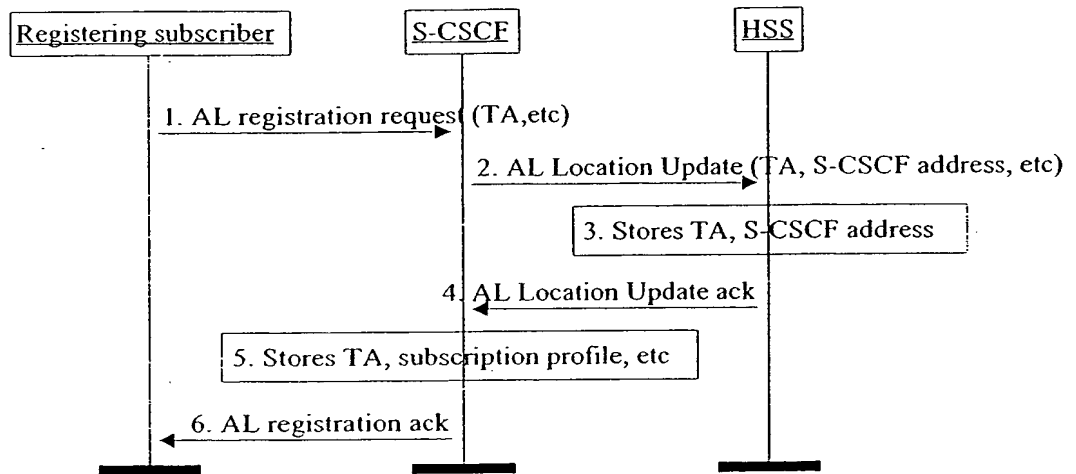 Registering subscriber
S-CSCF
HSS
1. AL registration request (TA,etc)
2. AL Location Update (TA, S-CSCF address, etc)
3. Stores TA, S-CSCF address
4. AL Location Update ack
5. Stores TA, subscription profile, etc
6. AL registration ack